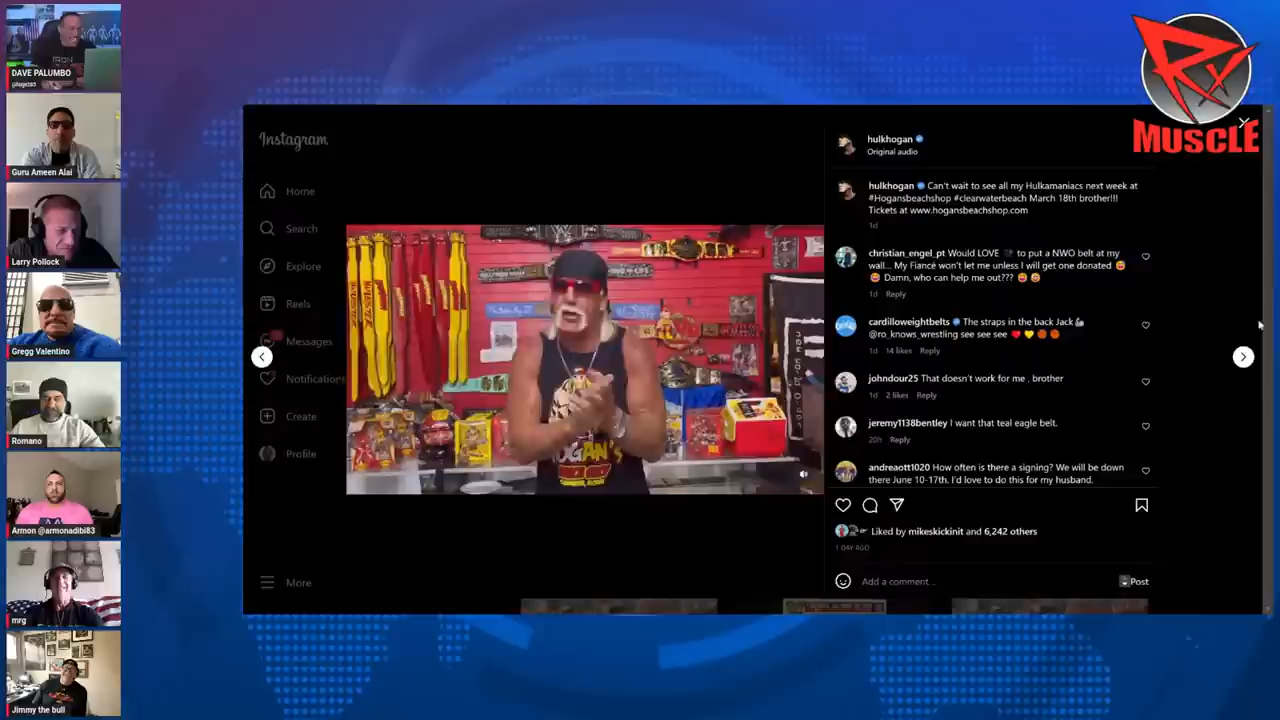 DAVE PALUMBO
Guru Ameen Alai
Larry Pollock
Gregg Valentino
Romano
Armon @armonadibi83
mrg
Jimmy the bull
Instagram
Home
Search
Explore
Reels
Messages
Notifications
Create
Profile
More
HOGAN'S
hulkhogan
Original audio
hulkhogan Can't wait to see all my Hulkamaniacs next week at
#Hogansbeachshop #clearwaterbeach March 18th brother!!!
Tickets at www.hogansbeachshop.com
1d
christian_engel_pt Would LOVE to put a NWO belt at my
wall... My Fiancé won't let me unless I will get one donated 😅
😅 Damn, who can help me out??? 😅 😅
1d Reply
cardilloweightbelts The straps in the back Jack💪
@ro_knows_wrestling see see see ❤️ 💛 ✊🏾 ✊🏾
1d 14 likes Reply
johndour25 That doesn't work for me , brother
1d 2 likes Reply
jeremy1138bentley I want that teal eagle belt.
20h Reply
andreaott1020 How often is there a signing? We will be down
there June 10-17th. I'd love to do this for my husband.
Liked by mikeskickinit and 6,242 others
1 DAY AGO
Add a comment...
Post
Rx
MUSCLE